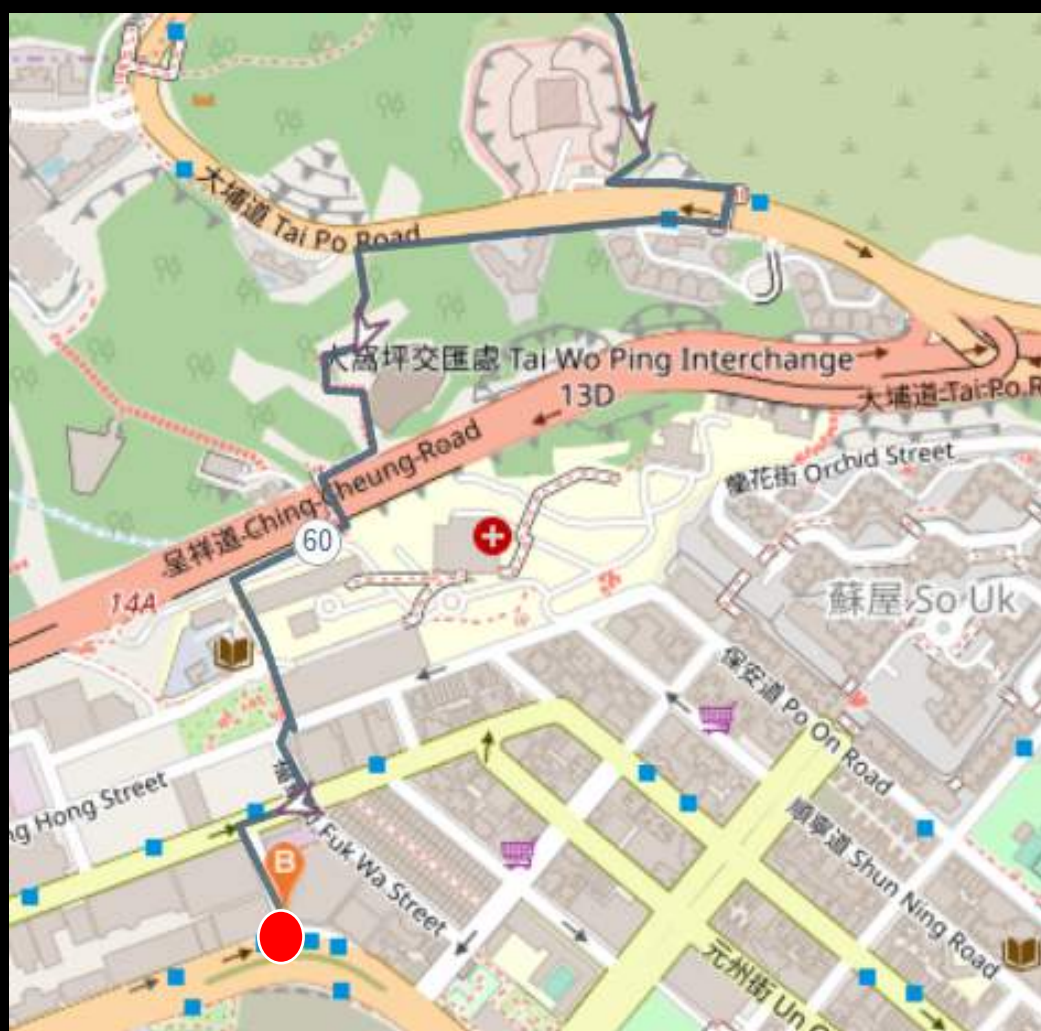 大埔道 Tai Po Road
大窩坪交匯處 Tai Wo Ping Interchange
13D
大埔道-Tai-Po-R
呈祥道-Ching-Cheung-Road
蘭花街 Orchid Street
60
14A
蘇屋 So Uk
保安道 Po On Road
ng Hong Street
B
Fuk Wa Street
順寧道 Shun Ning Road
元州街 Un